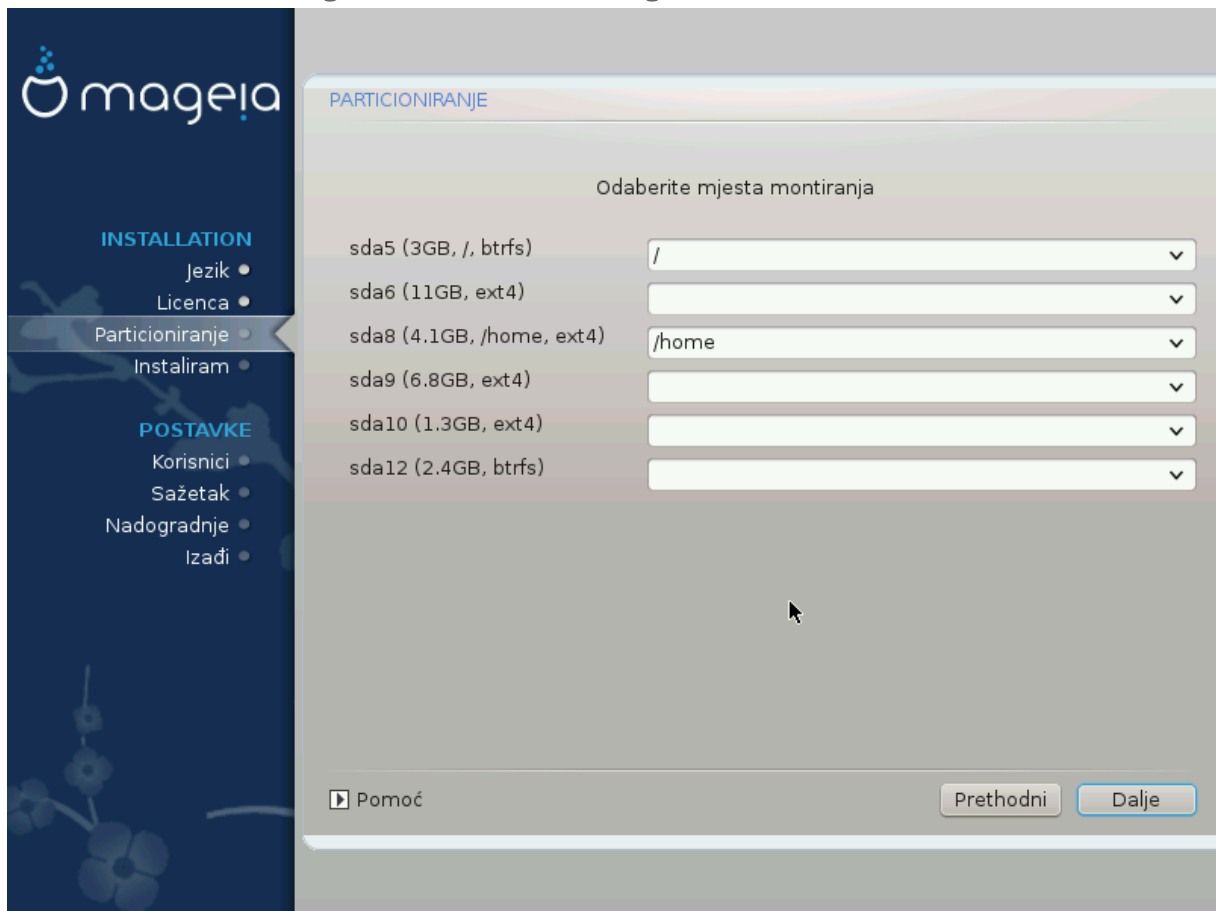 mageia
PARTICIONIRANJE
Odaberite mjesta montiranja
INSTALLATION
Jezik
Licenca
Particioniranje
Instaliram
POSTAVKE
Korisnici
Sažetak
Nadogradnje
Izađi
sda5 (3GB, /, btrfs) /
sda6 (11GB, ext4)
sda8 (4.1GB, /home, ext4) /home
sda9 (6.8GB, ext4)
sda10 (1.3GB, ext4)
sda12 (2.4GB, btrfs)
Pomoć Prethodni Dalje